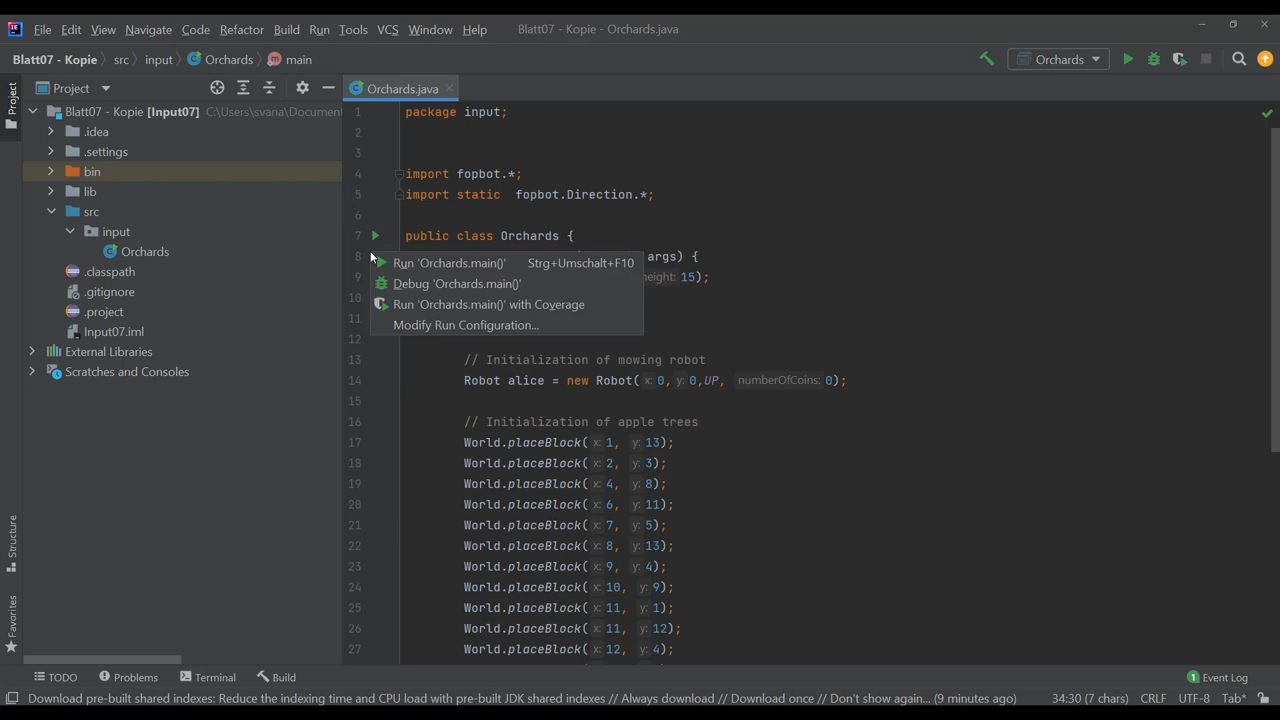 File Edit View Navigate Code Refactor Build Run Tools VCS Window Help Blatt07 - Kopie - Orchards.java
Blatt07 - Kopie src input Orchards main Orchards
Project Orchards.java
Project
Structure
Favorites
Blatt07 - Kopie [Input07] C:\Users\svana\Document
.idea
.settings
bin
lib
src
input
Orchards
.classpath
.gitignore
.project
Input07.iml
External Libraries
Scratches and Consoles
1 package input;
2
3
4 import fopbot.*;
5 import static fopbot.Direction.*;
6
7 public class Orchards {
8 args) {
9 height: 15);
10
11
12
13 // Initialization of mowing robot
14 Robot alice = new Robot( x: 0, y: 0,UP, numberOfCoins: 0);
15
16 // Initialization of apple trees
17 World.placeBlock( x: 1, y: 13);
18 World.placeBlock( x: 2, y: 3);
19 World.placeBlock( x: 4, y: 8);
20 World.placeBlock( x: 6, y: 11);
21 World.placeBlock( x: 7, y: 5);
22 World.placeBlock( x: 8, y: 13);
23 World.placeBlock( x: 9, y: 4);
24 World.placeBlock( x: 10, y: 9);
25 World.placeBlock( x: 11, y: 1);
26 World.placeBlock( x: 11, y: 12);
27 World.placeBlock( x: 12, y: 4);
Run 'Orchards.main()' Strg+Umschalt+F10
Debug 'Orchards.main()'
Run 'Orchards.main()' with Coverage
Modify Run Configuration...
TODO Problems Terminal Build 1 Event Log
Download pre-built shared indexes: Reduce the indexing time and CPU load with pre-built JDK shared indexes // Always download // Download once // Don't show again... (9 minutes ago) 34:30 (7 chars) CRLF UTF-8 Tab*